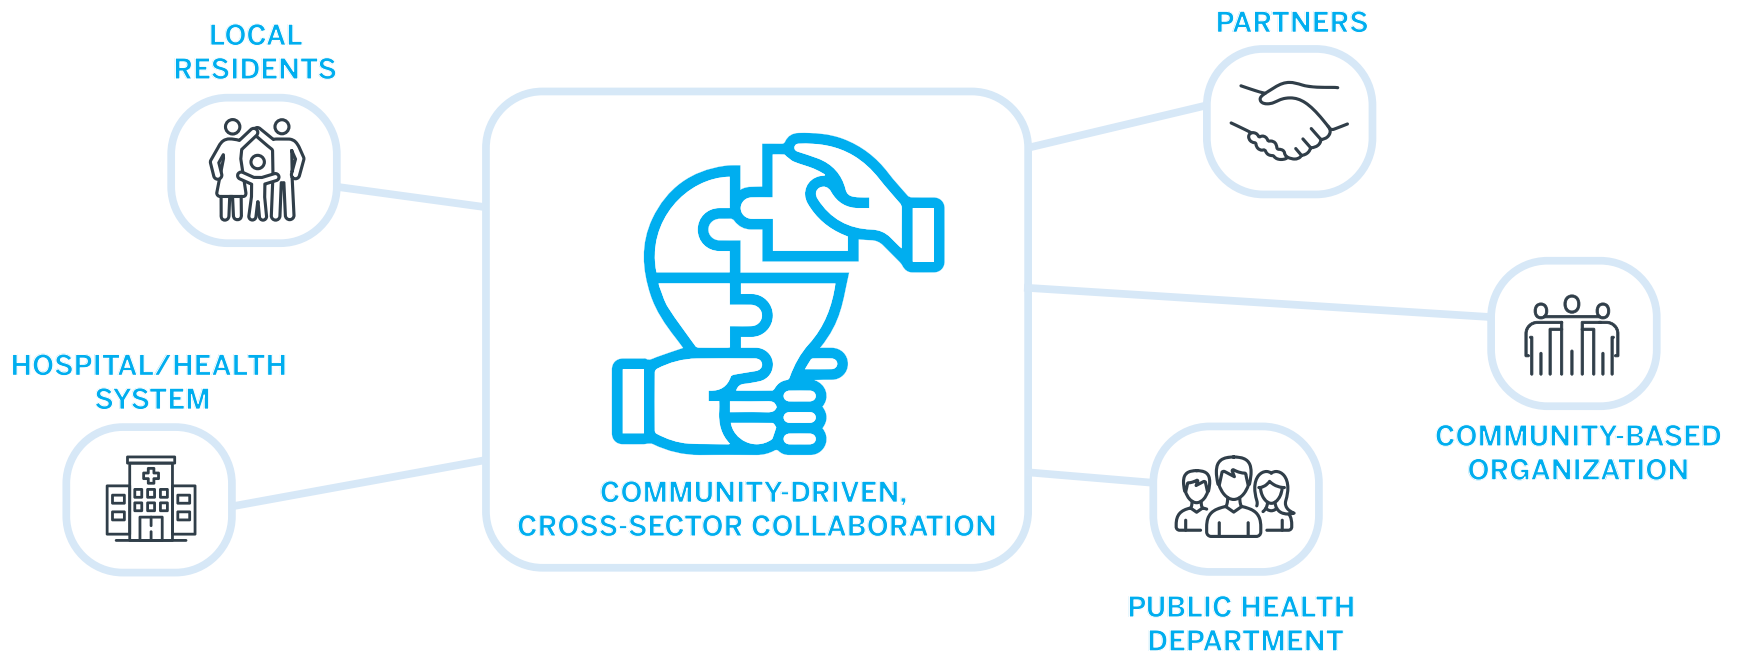 LOCAL
RESIDENTS
HOSPITAL/HEALTH
SYSTEM
COMMUNITY-DRIVEN,
CROSS-SECTOR COLLABORATION
PARTNERS
COMMUNITY-BASED
ORGANIZATION
PUBLIC HEALTH
DEPARTMENT